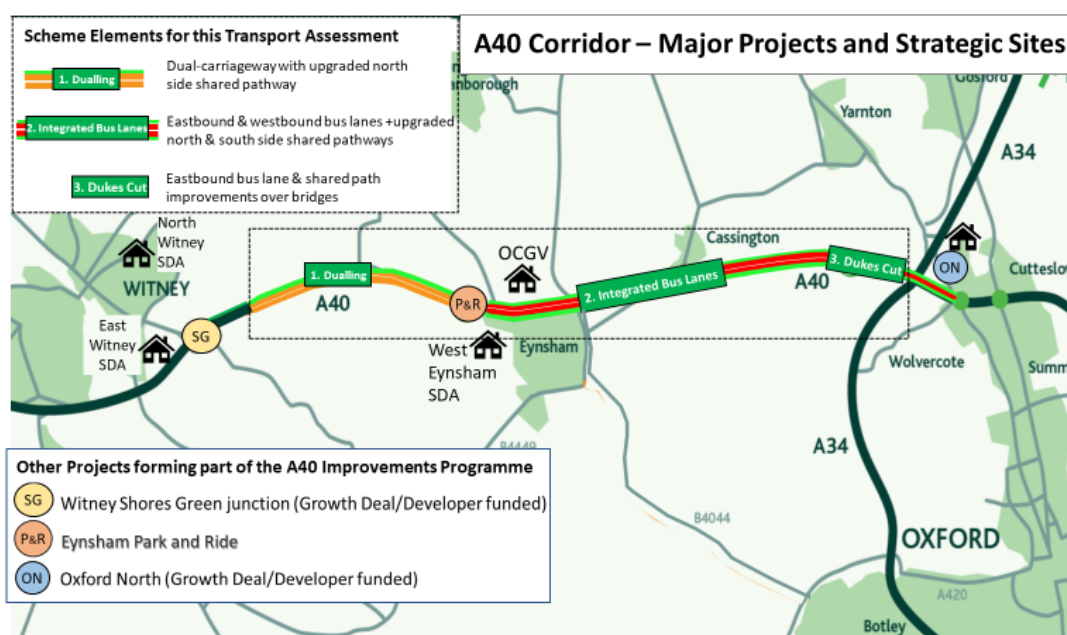 Scheme Elements for this Transport Assessment
1. Dualling
Dual-carriageway with upgraded north
side shared pathway
2. Integrated Bus Lanes
Eastbound & westbound bus lanes +upgraded
north & south side shared pathways
3. Dukes Cut
Eastbound bus lane & shared path
improvements over bridges
A40 Corridor – Major Projects and Strategic Sites
anborough
Yarnton
Gosford
A34
North
Witney
SDA
WITNEY
East
Witney
SDA
SG
1. Dualling
A40
P&R
OCGV
West
Eynsham
SDA
Eynsham
2. Integrated Bus Lanes
Cassington
A40
3. Dukes Cut
ON
Cutteslow
Wolvercote
Summ
A34
B4449
B4044
OXFORD
A420
Botley
Other Projects forming part of the A40 Improvements Programme
SG
Witney Shores Green junction (Growth Deal/Developer funded)
P&R
Eynsham Park and Ride
ON
Oxford North (Growth Deal/Developer funded)